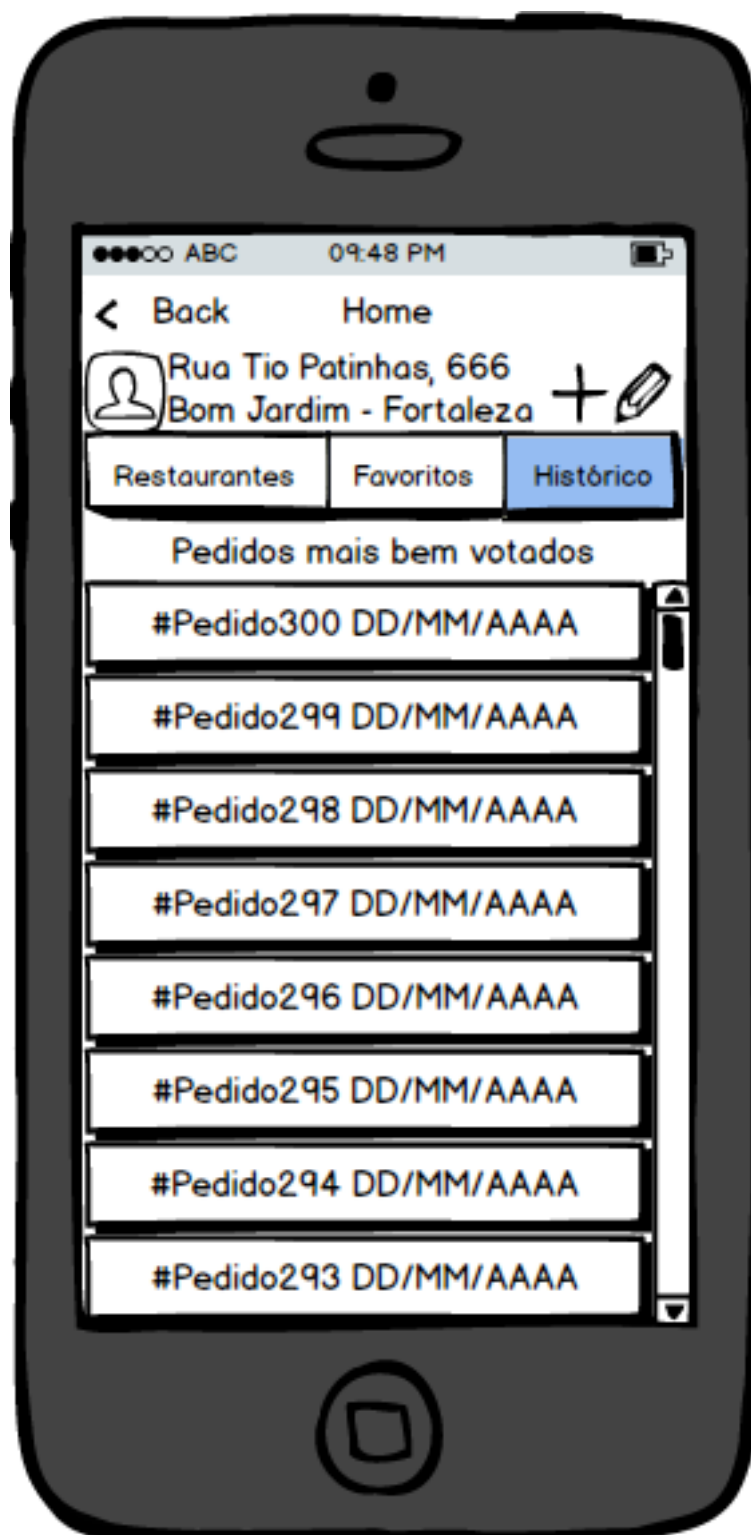 ABC 09:48 PM
Back Home
Rua Tio Patinhas, 666
Bom Jardim - Fortaleza
Restaurantes Favoritos Histórico
Pedidos mais bem votados
#Pedido300 DD/MM/AAAA
#Pedido299 DD/MM/AAAA
#Pedido298 DD/MM/AAAA
#Pedido297 DD/MM/AAAA
#Pedido296 DD/MM/AAAA
#Pedido295 DD/MM/AAAA
#Pedido294 DD/MM/AAAA
#Pedido293 DD/MM/AAAA